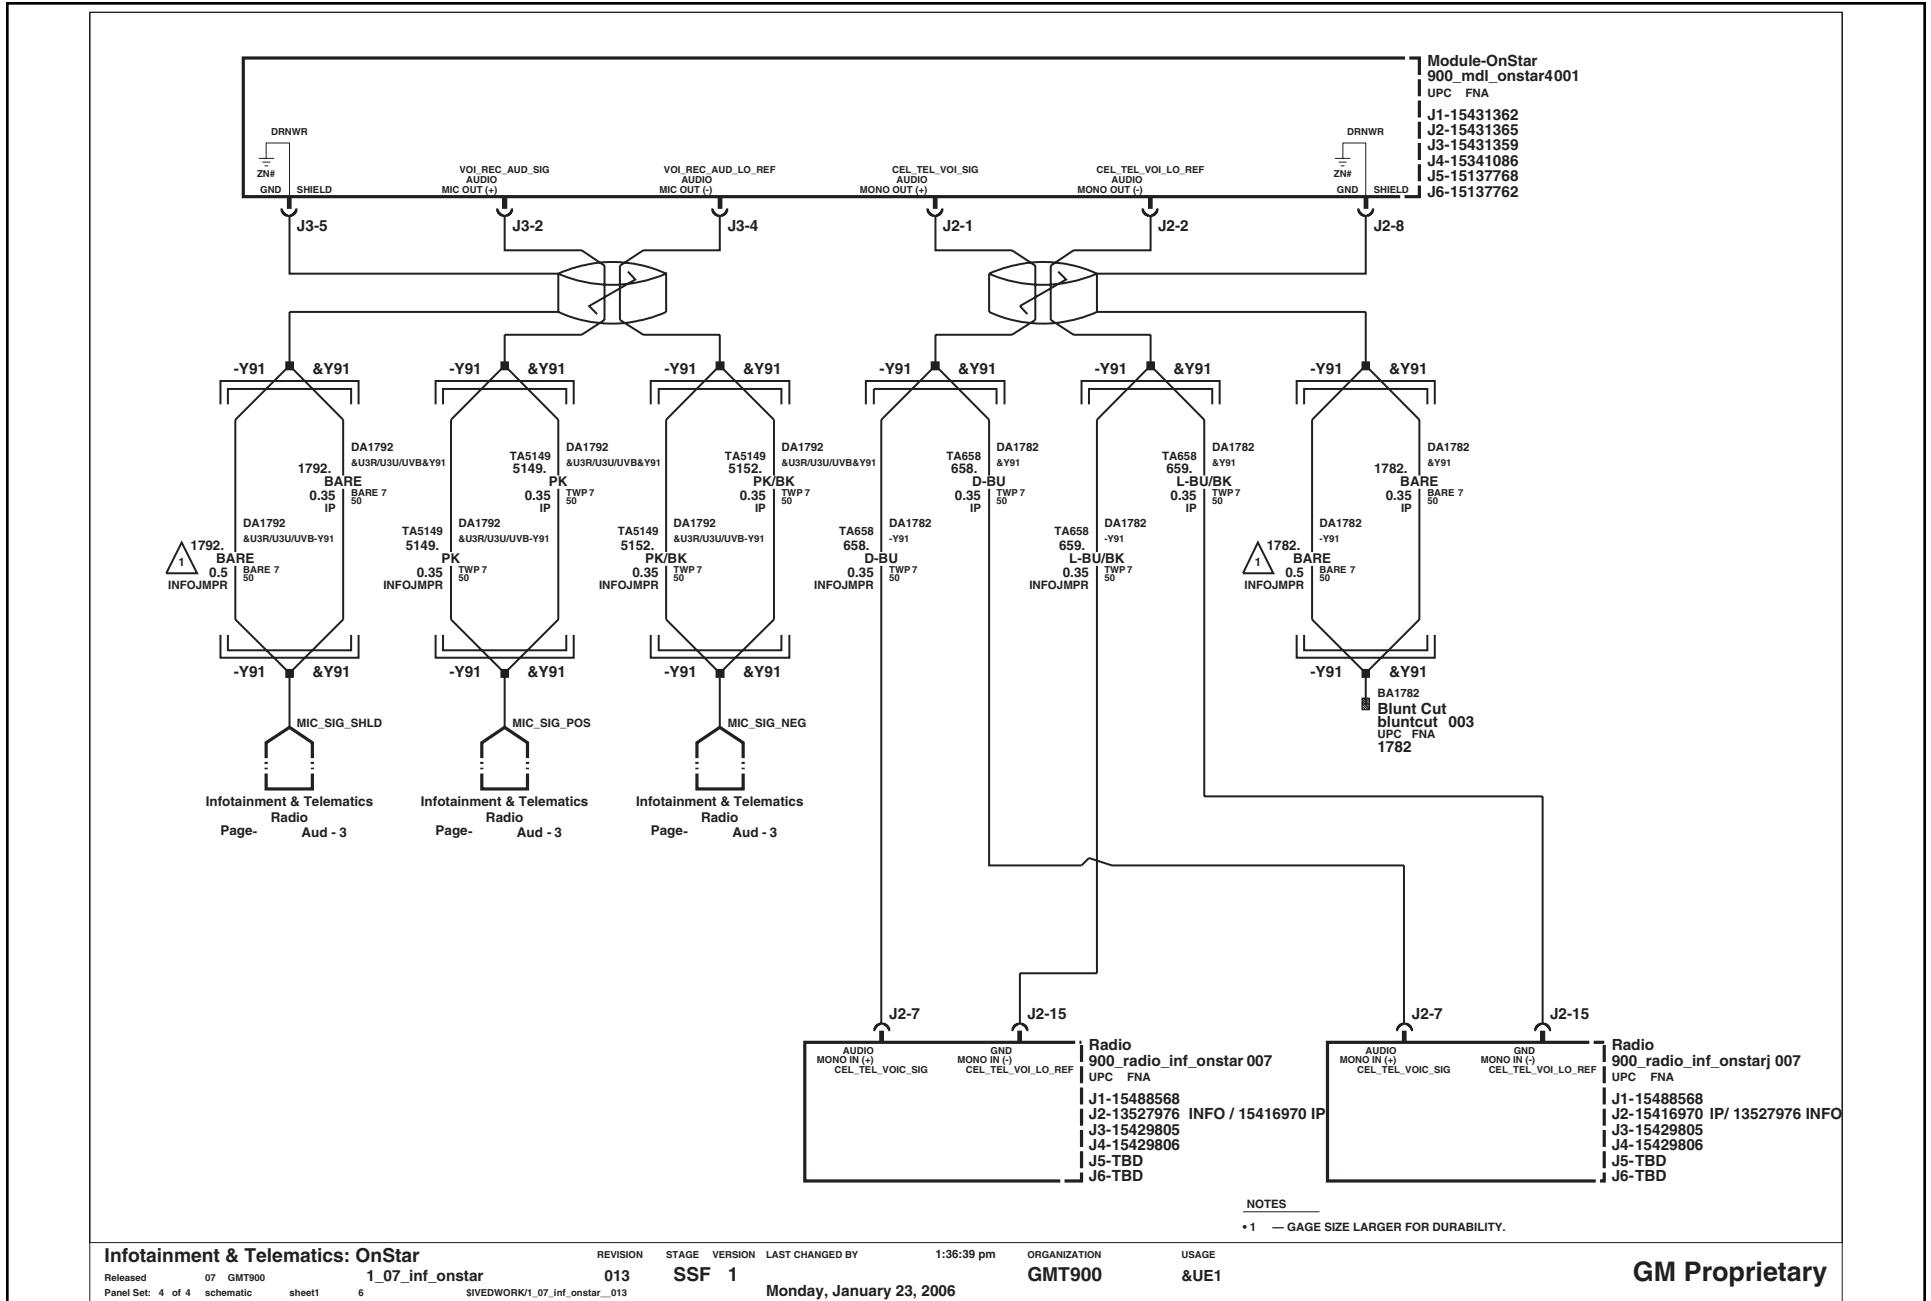 Module-OnStar
900_mdl_onstar4001
UPC FNA
J1-15431362
J2-15431365
J3-15431359
J4-15341086
J5-15137768
J6-15137762
DRNWR
ZN#
GND SHIELD
VOI_REC_AUD_SIG
AUDIO
MIC OUT (+)
VOI_REC_AUD_LO_REF
AUDIO
MIC OUT (-)
CEL_TEL_VOI_SIG
AUDIO
MONO OUT (+)
CEL_TEL_VOI_LO_REF
AUDIO
MONO OUT (-)
DRNWR
ZN#
GND SHIELD
J3-5
J3-2
J3-4
J2-1
J2-2
J2-8
-Y91 &Y91
-Y91 &Y91
-Y91 &Y91
-Y91 &Y91
-Y91 &Y91
-Y91 &Y91
DA1792
&U3R/U3U/UVB&Y91
1792.
BARE
0.35 BARE 7
50
IP
DA1792
&U3R/U3U/UVB-Y91
1
1792.
BARE
0.5 BARE 7
50
INFOJMPR
DA1792
TA5149 &U3R/U3U/UVB&Y91
5149.
PK
0.35 TWP 7
50
IP
TA5149 DA1792
&U3R/U3U/UVB-Y91
5149.
PK
0.35 TWP 7
50
INFOJMPR
DA1792
TA5149 &U3R/U3U/UVB&Y91
5152.
PK/BK
0.35 TWP 7
50
IP
TA5149 DA1792
&U3R/U3U/UVB-Y91
5152.
PK/BK
0.35 TWP 7
50
INFOJMPR
TA658 DA1782
&Y91
658.
D-BU
0.35 TWP 7
50
IP
TA658 DA1782
-Y91
658.
D-BU
0.35 TWP 7
50
INFOJMPR
TA658 DA1782
&Y91
659.
L-BU/BK
0.35 TWP 7
50
IP
TA658 DA1782
-Y91
659.
L-BU/BK
0.35 TWP 7
50
INFOJMPR
DA1782
&Y91
1782.
BARE
0.35 BARE 7
50
IP
DA1782
-Y91
1
1782.
BARE
0.5 BARE 7
50
INFOJMPR
-Y91 &Y91
-Y91 &Y91
-Y91 &Y91
-Y91 &Y91
BA1782
Blunt Cut
bluntcut 003
UPC FNA
1782
MIC_SIG_SHLD
MIC_SIG_POS
MIC_SIG_NEG
Infotainment & Telematics
Radio
Page- Aud - 3
Infotainment & Telematics
Radio
Page- Aud - 3
Infotainment & Telematics
Radio
Page- Aud - 3
J2-7
J2-15
J2-7
J2-15
AUDIO
MONO IN (+)
CEL_TEL_VOIC_SIG
GND
MONO IN (-)
CEL_TEL_VOI_LO_REF
Radio
900_radio_inf_onstar 007
UPC FNA
J1-15488568
J2-13527976 INFO / 15416970 IP
J3-15429805
J4-15429806
J5-TBD
J6-TBD
AUDIO
MONO IN (+)
CEL_TEL_VOIC_SIG
GND
MONO IN (-)
CEL_TEL_VOI_LO_REF
Radio
900_radio_inf_onstarj 007
UPC FNA
J1-15488568
J2-15416970 IP/ 13527976 INFO
J3-15429805
J4-15429806
J5-TBD
J6-TBD
NOTES
• 1 — GAGE SIZE LARGER FOR DURABILITY.
Infotainment & Telematics: OnStar
REVISION STAGE VERSION LAST CHANGED BY 1:36:39 pm ORGANIZATION USAGE
Released 07 GMT900 1_07_inf_onstar 013 SSF 1 GMT900 &UE1
GM Proprietary
Panel Set: 4 of 4 schematic sheet1 6 $IVEDWORK/1_07_inf_onstar__013 Monday, January 23, 2006